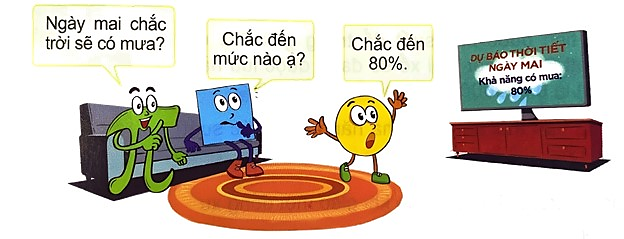 Ngày mai chắc
trời sẽ có mưa?
Chắc đến
mức nào ạ?
Chắc đến
80%.
DỰ BÁO THỜI TIẾT
NGÀY MAI
Khả năng có mưa:
80%